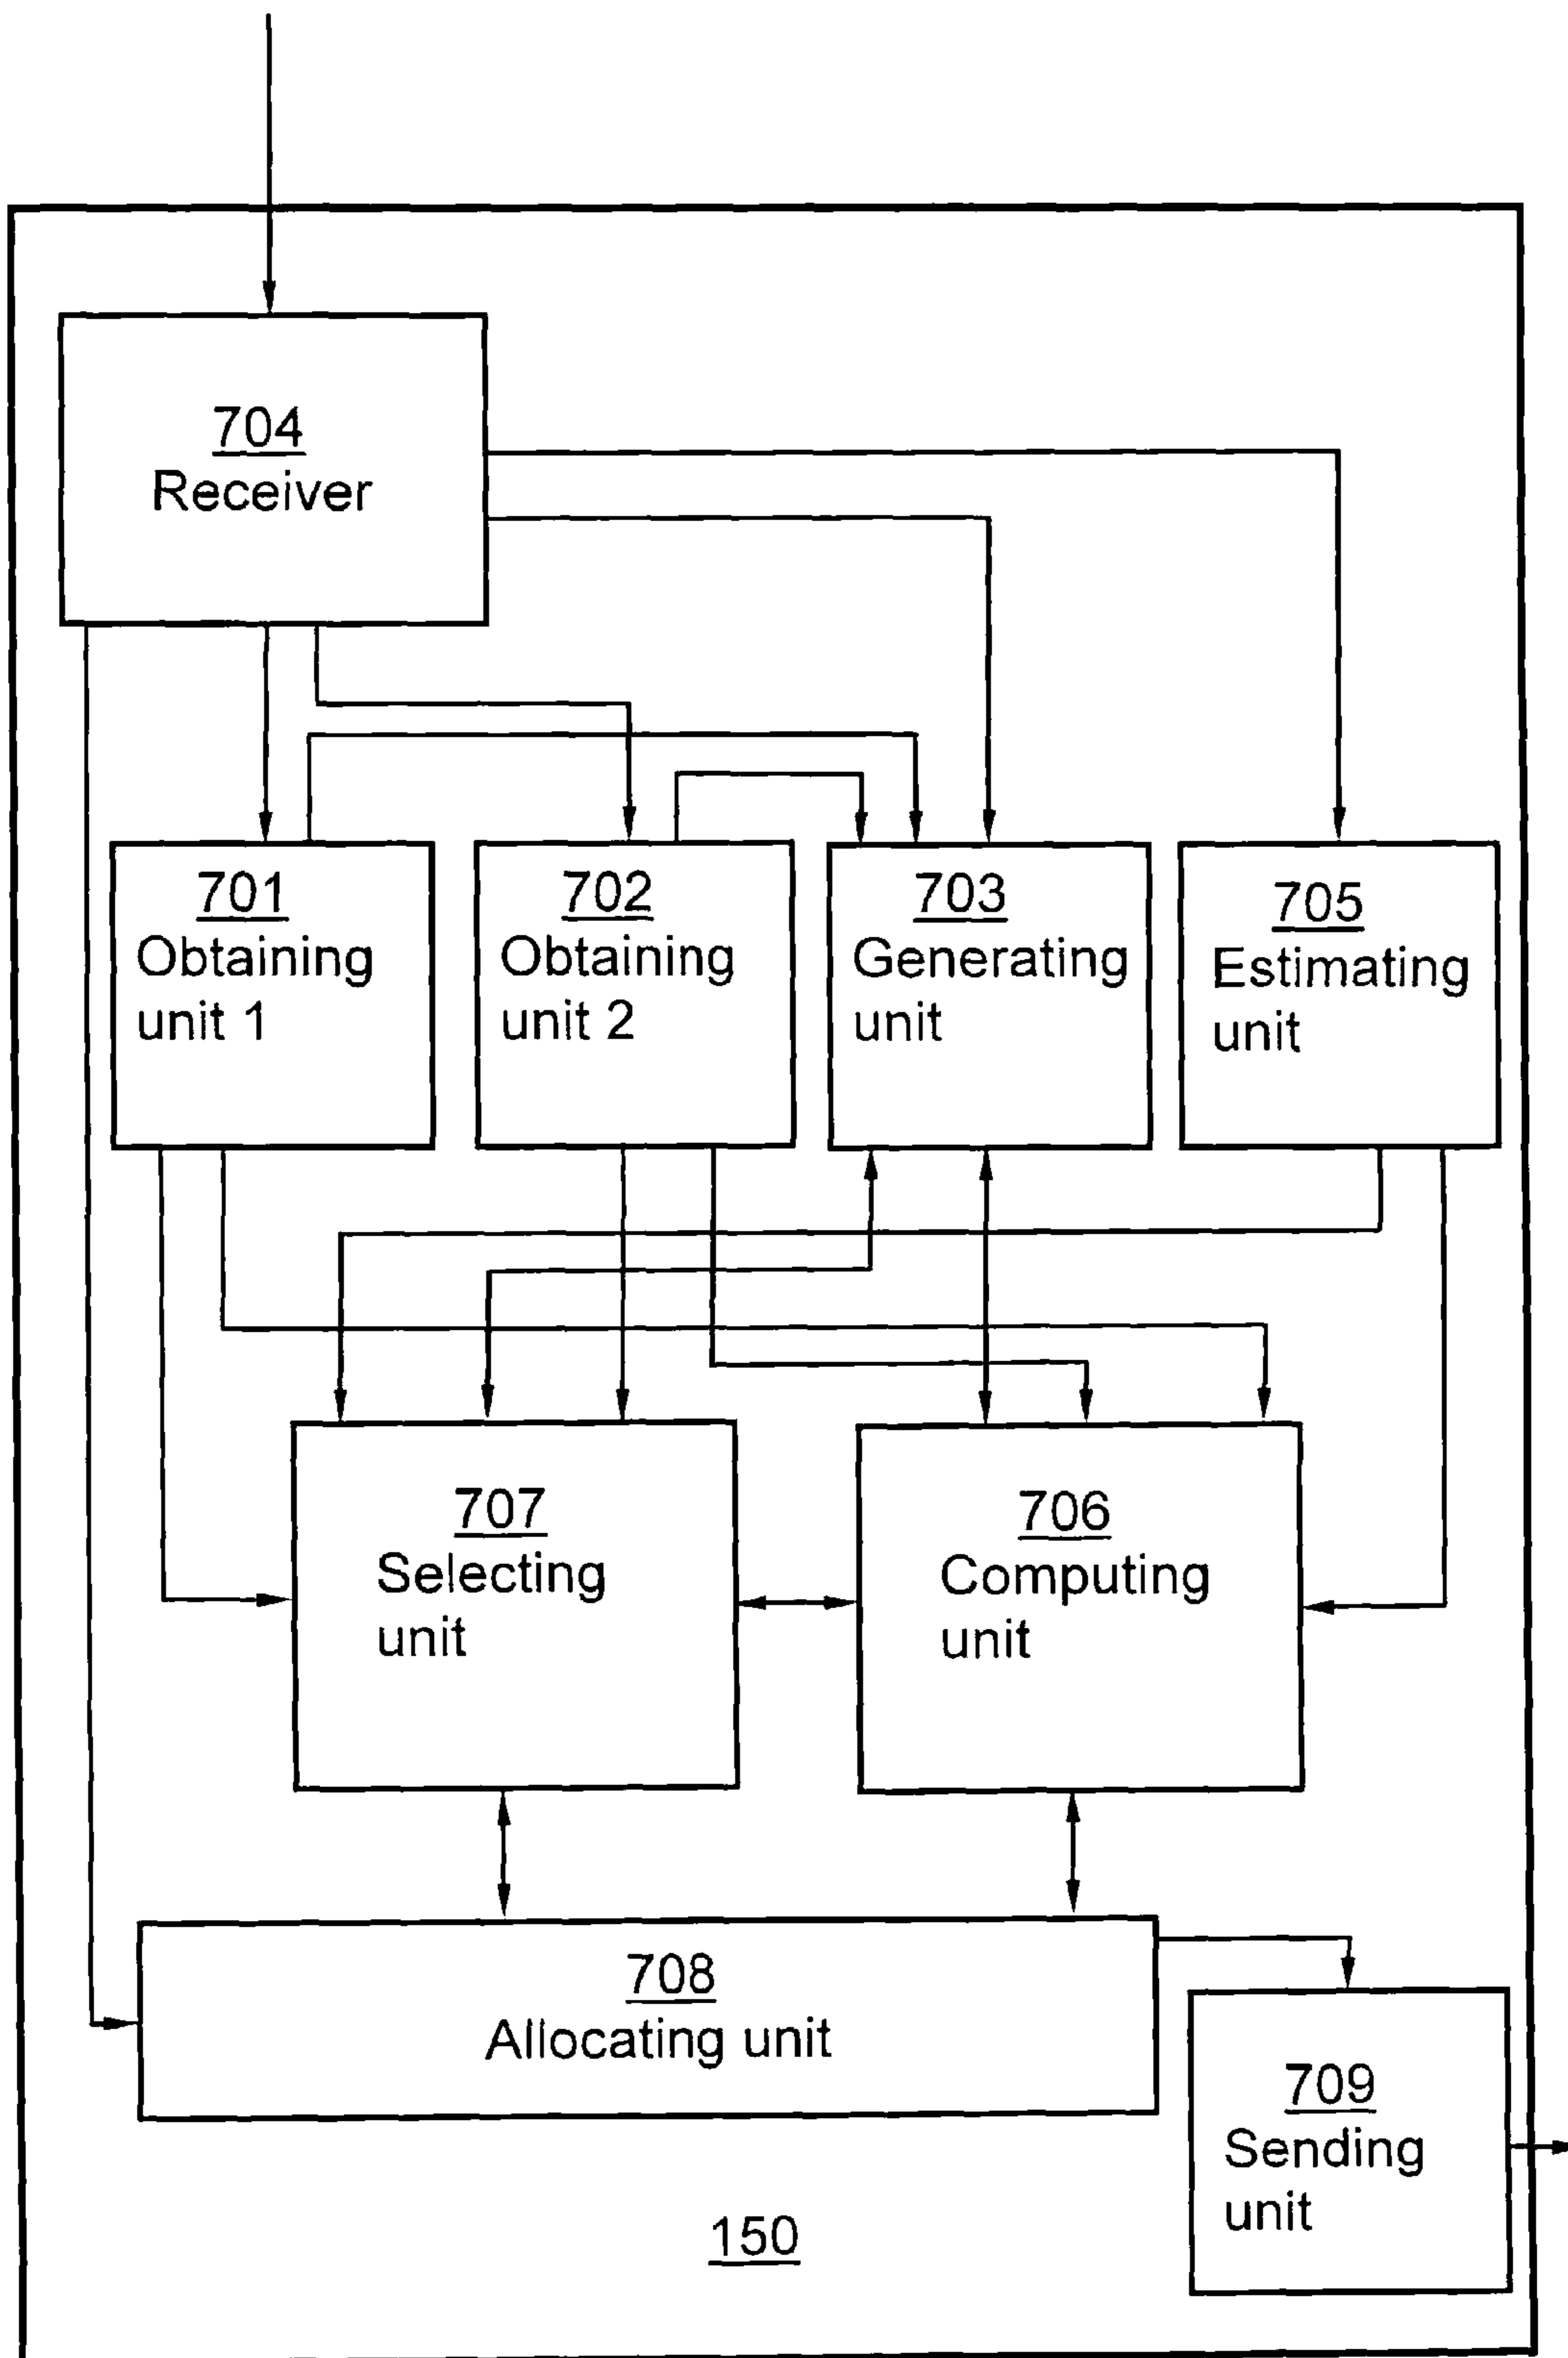 704
Receiver
701
Obtaining
unit 1
702
Obtaining
unit 2
703
Generating
unit
705
Estimating
unit
707
Selecting
unit
706
Computing
unit
708
Allocating unit
709
Sending
unit
150